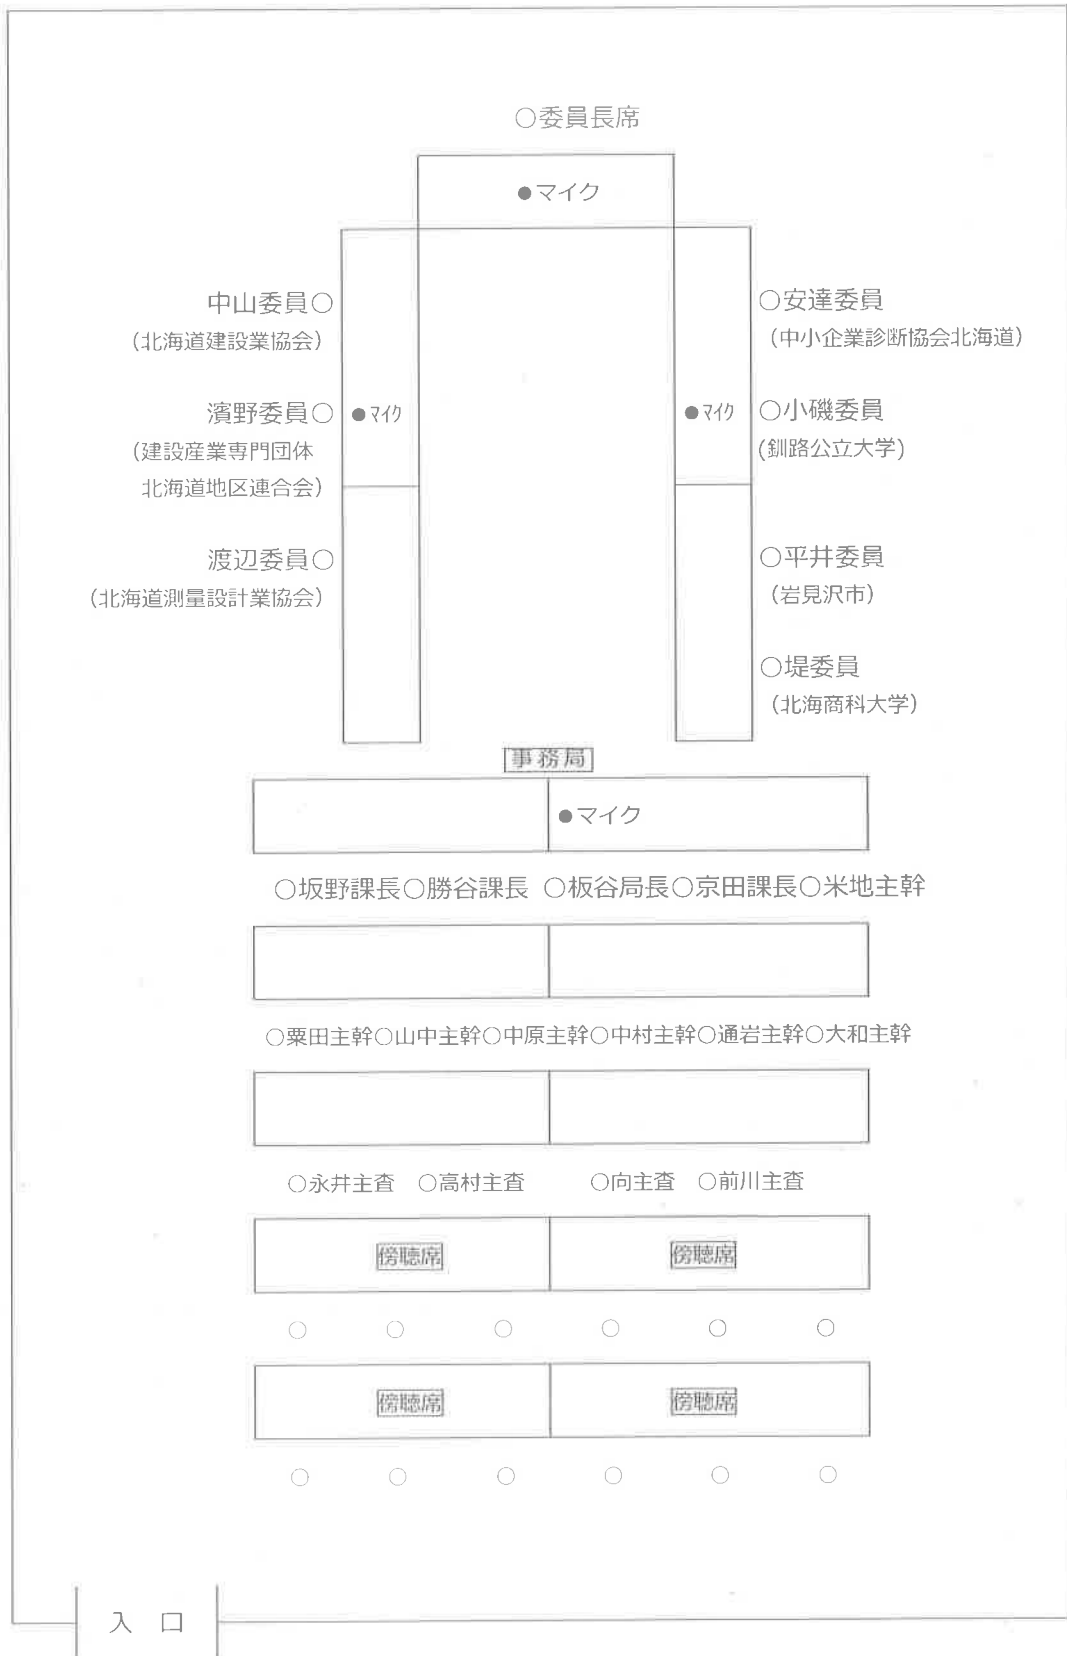 ○委員長席
●マイク
中山委員○
(北海道建設業協会)
○安達委員
(中小企業診断協会北海道)
濱野委員○
●マイク
(建設産業専門団体
北海道地区連合会)
●マイク
○小磯委員
(釧路公立大学)
渡辺委員○
(北海道測量設計業協会)
○平井委員
(岩見沢市)
○堤委員
(北海商科大学)
事務局
●マイク
○坂野課長○勝谷課長 ○板谷局長○京田課長○米地主幹
○粟田主幹○山中主幹○中原主幹○中村主幹○通岩主幹○大和主幹
○永井主査 ○高村主査 ○向主査 ○前川主査
傍聴席 傍聴席
○ ○ ○ ○ ○ ○
傍聴席 傍聴席
○ ○ ○ ○ ○ ○
入 口